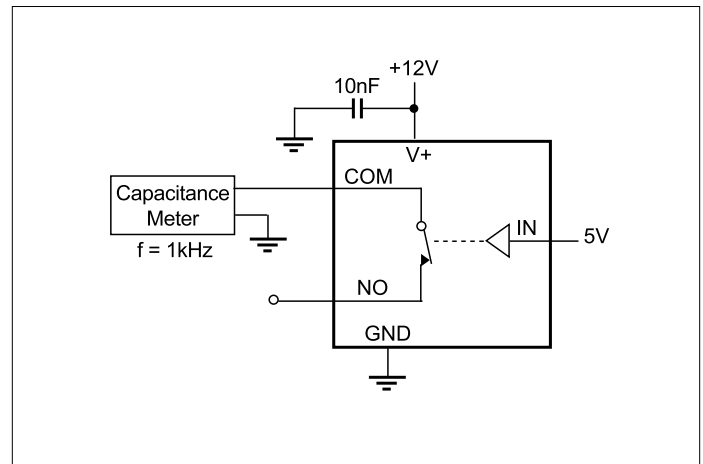 +12V
10nF
V+
COM
Capacitance
Meter
f = 1kHz
IN
5V
NO
GND